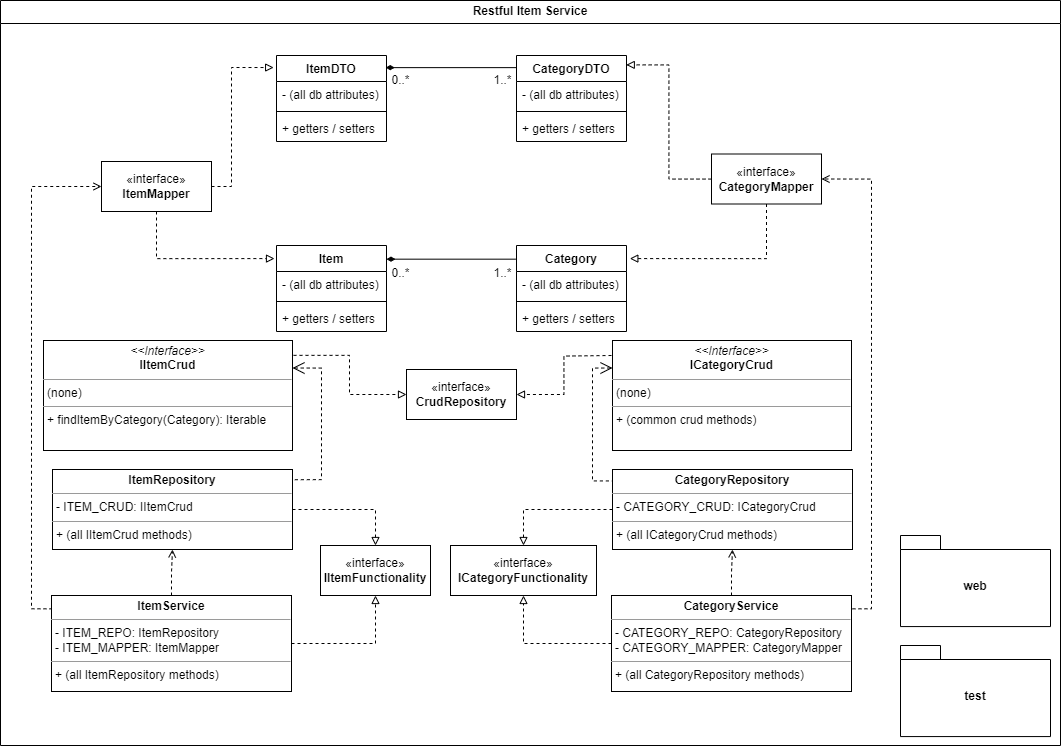 Restful Item Service
ItemDTO
- (all db attributes)
+ getters / setters
0..*
1..*
CategoryDTO
- (all db attributes)
+ getters / setters
«interface»
ItemMapper
«interface»
CategoryMapper
Item
- (all db attributes)
+ getters / setters
0..*
1..*
Category
- (all db attributes)
+ getters / setters
<<Interface>>
IItemCrud
(none)
+ findItemByCategory(Category): Iterable
«interface»
CrudRepository
<<Interface>>
ICategoryCrud
(none)
+ (common crud methods)
ItemRepository
- ITEM_CRUD: IItemCrud
+ (all IItemCrud methods)
CategoryRepository
- CATEGORY_CRUD: ICategoryCrud
+ (all ICategoryCrud methods)
«interface»
IItemFunctionality
«interface»
ICategoryFunctionality
ItemService
- ITEM_REPO: ItemRepository
- ITEM_MAPPER: ItemMapper
+ (all ItemRepository methods)
CategoryService
- CATEGORY_REPO: CategoryRepository
- CATEGORY_MAPPER: CategoryMapper
+ (all CategoryRepository methods)
web
test